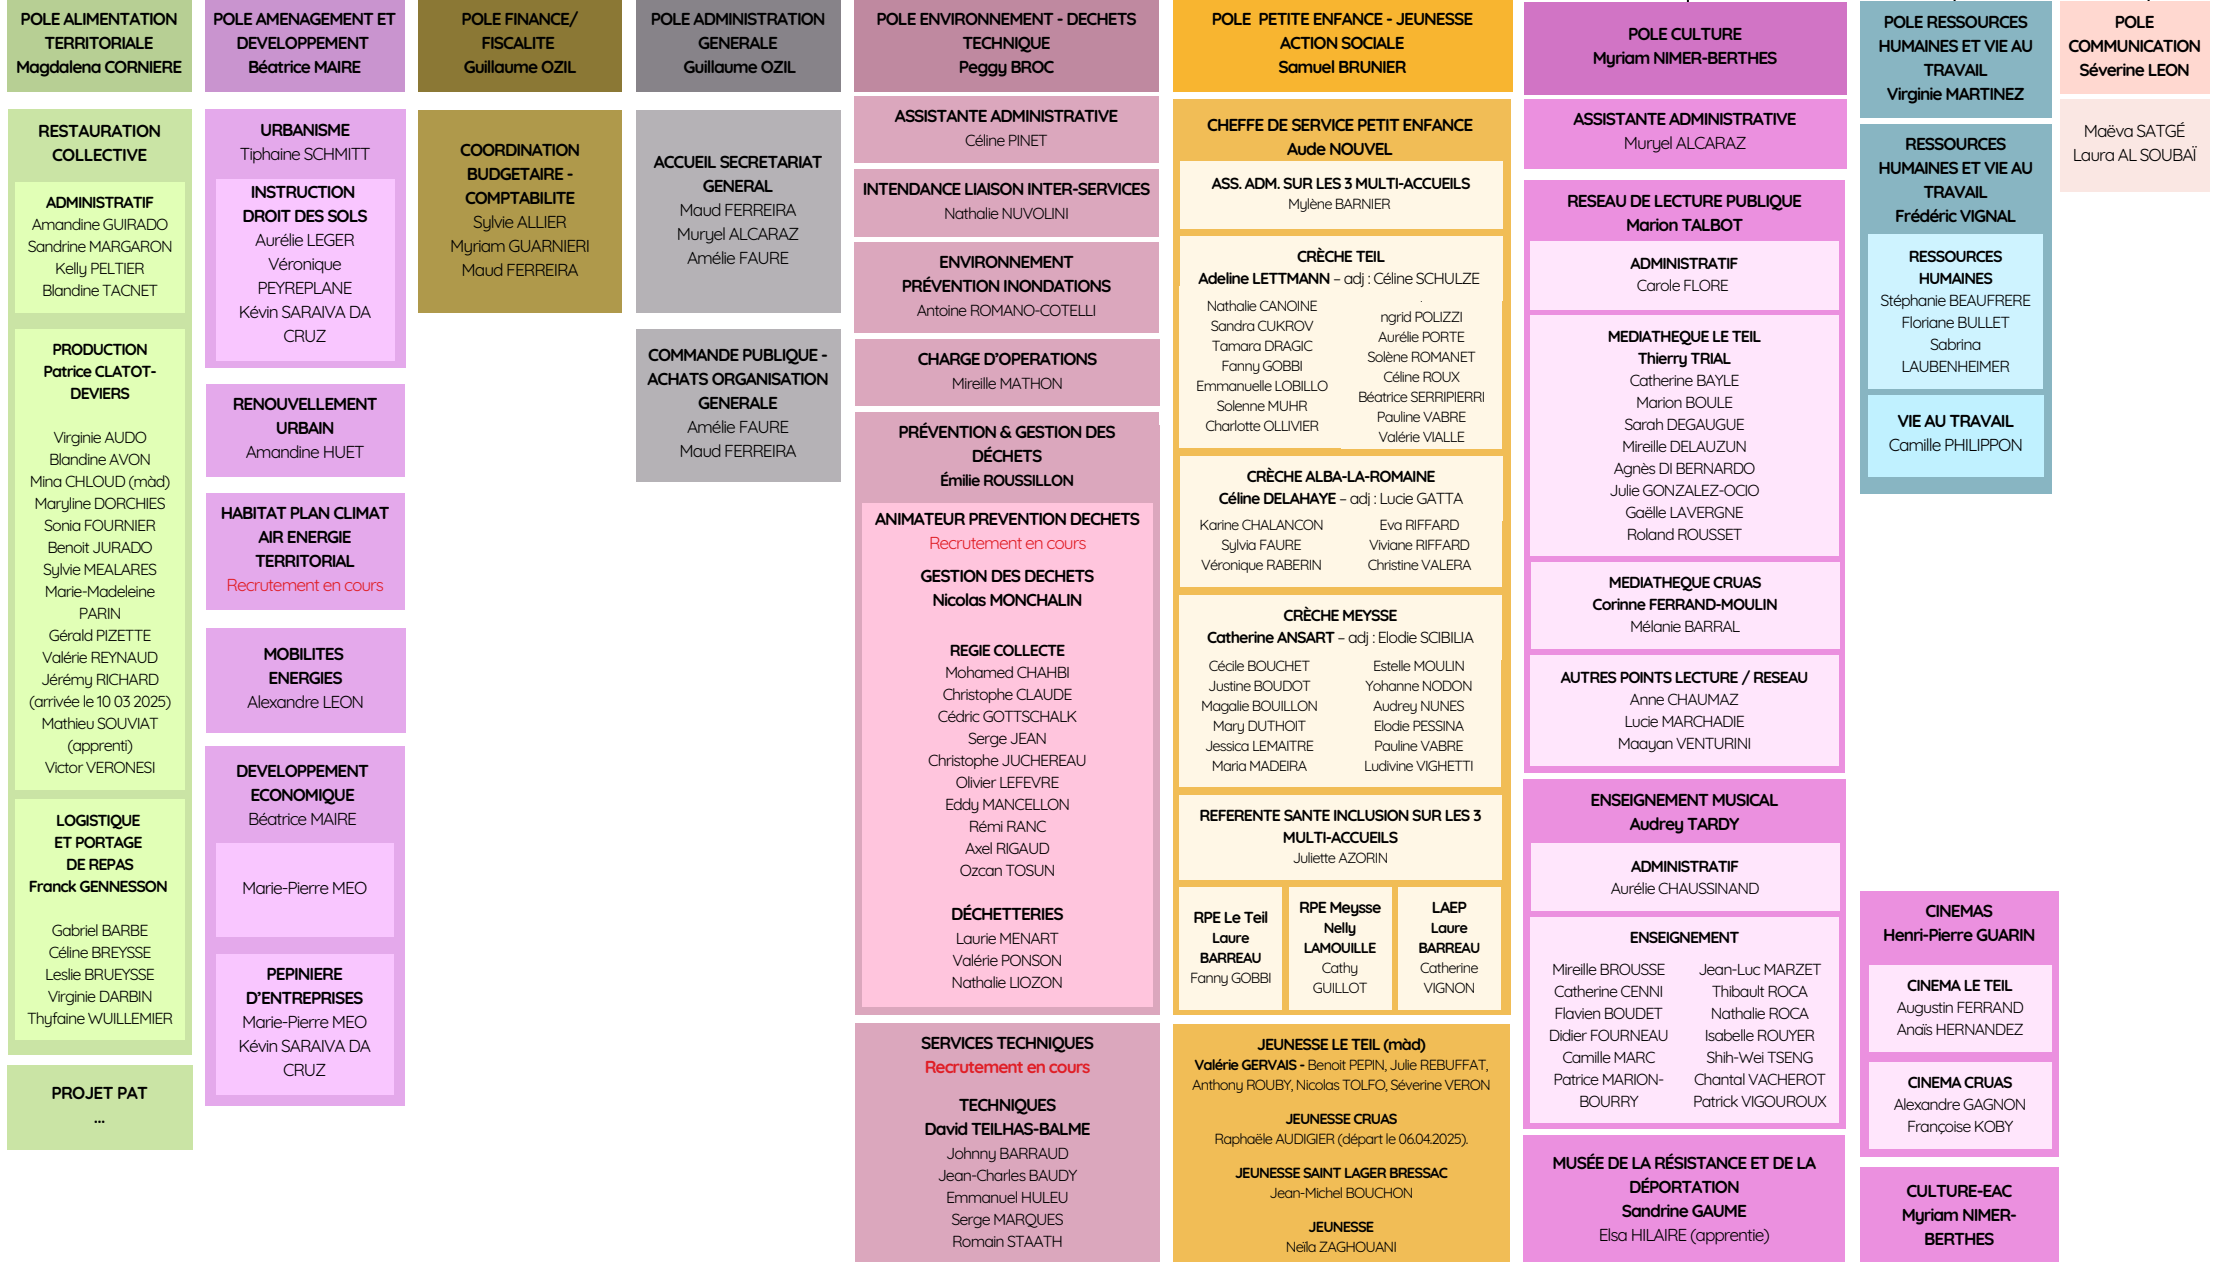 POLE ALIMENTATION
TERRITORIALE
Magdalena CORNIERE
RESTAURATION
COLLECTIVE
ADMINISTRATIF
Amandine GUIRADO
Sandrine MARGARON
Kelly PELTIER
Blandine TACNET
PRODUCTION
Patrice CLATOT-
DEVIERS
Virginie AUDO
Blandine AVON
Mina CHLOUD (màd)
Maryline DORCHIES
Sonia FOURNIER
Benoit JURADO
Sylvie MEALARES
Marie-Madeleine
PARIN
Gérald PIZETTE
Valérie REYNAUD
Jérémy RICHARD
(arrivée le 10 03 2025)
Mathieu SOUVIAT
(apprenti)
Victor VERONESI
LOGISTIQUE
ET PORTAGE
DE REPAS
Franck GENNESSON
Gabriel BARBE
Céline BREYSSE
Leslie BRUEYSSE
Virginie DARBIN
Thyfaine WUILLEMIER
PROJET PAT
...
POLE AMENAGEMENT ET
DEVELOPPEMENT
Béatrice MAIRE
URBANISME
Tiphaine SCHMITT
INSTRUCTION
DROIT DES SOLS
Aurélie LEGER
Véronique
PEYREPLANE
Kévin SARAIVA DA
CRUZ
RENOUVELLEMENT
URBAIN
Amandine HUET
HABITAT PLAN CLIMAT
AIR ENERGIE
TERRITORIAL
Recrutement en cours
MOBILITES
ENERGIES
Alexandre LEON
DEVELOPPEMENT
ECONOMIQUE
Béatrice MAIRE
Marie-Pierre MEO
PEPINIERE
D'ENTREPRISES
Marie-Pierre MEO
Kévin SARAIVA DA
CRUZ
POLE FINANCE/
FISCALITE
Guillaume OZIL
COORDINATION
BUDGETAIRE -
COMPTABILITE
Sylvie ALLIER
Myriam GUARNIERI
Maud FERREIRA
POLE ADMINISTRATION
GENERALE
Guillaume OZIL
ACCUEIL SECRETARIAT
GENERAL
Maud FERREIRA
Muryel ALCARAZ
Amélie FAURE
COMMANDE PUBLIQUE -
ACHATS ORGANISATION
GENERALE
Amélie FAURE
Maud FERREIRA
POLE ENVIRONNEMENT - DECHETS
TECHNIQUE
Peggy BROC
ASSISTANTE ADMINISTRATIVE
Céline PINET
INTENDANCE LIAISON INTER-SERVICES
Nathalie NUVOLINI
ENVIRONNEMENT
PRÉVENTION INONDATIONS
Antoine ROMANO-COTELLI
CHARGE D'OPERATIONS
Mireille MATHON
PRÉVENTION & GESTION DES
DÉCHETS
Émilie ROUSSILLON
ANIMATEUR PREVENTION DECHETS
Recrutement en cours
GESTION DES DECHETS
Nicolas MONCHALIN
REGIE COLLECTE
Mohamed CHAHBI
Christophe CLAUDE
Cédric GOTTSCHALK
Serge JEAN
Christophe JUCHEREAU
Olivier LEFEVRE
Eddy MANCELLON
Rémi RANC
Axel RIGAUD
Ozcan TOSUN
DÉCHETTERIES
Laurie MENART
Valérie PONSON
Nathalie LIOZON
SERVICES TECHNIQUES
Recrutement en cours
TECHNIQUES
David TEILHAS-BALME
Johnny BARRAUD
Jean-Charles BAUDY
Emmanuel HULEU
Serge MARQUES
Romain STAATH
POLE PETITE ENFANCE - JEUNESSE
ACTION SOCIALE
Samuel BRUNIER
CHEFFE DE SERVICE PETIT ENFANCE
Aude NOUVEL
ASS. ADM. SUR LES 3 MULTI-ACCUEILS
Mylène BARNIER
CRÈCHE TEIL
Adeline LETTMANN – adj : Céline SCHULZE
Nathalie CANOINE
Sandra CUKROV
Tamara DRAGIC
Fanny GOBBI
Emmanuelle LOBILLO
Solenne MUHR
Charlotte OLLIVIER
ngrid POLIZZI
Aurélie PORTE
Solène ROMANET
Céline ROUX
Béatrice SERRIPIERRI
Pauline VABRE
Valérie VIALLE
CRÈCHE ALBA-LA-ROMAINE
Céline DELAHAYE – adj : Lucie GATTA
Karine CHALANCON
Sylvia FAURE
Véronique RABERIN
Eva RIFFARD
Viviane RIFFARD
Christine VALERA
CRÈCHE MEYSSE
Catherine ANSART – adj : Elodie SCIBILIA
Cécile BOUCHET
Justine BOUDOT
Magalie BOUILLON
Mary DUTHOIT
Jessica LEMAITRE
Maria MADEIRA
Estelle MOULIN
Yohanne NODON
Audrey NUNES
Elodie PESSINA
Pauline VABRE
Ludivine VIGHETTI
REFERENTE SANTE INCLUSION SUR LES 3
MULTI-ACCUEILS
Juliette AZORIN
RPE Le Teil
Laure
BARREAU
Fanny GOBBI
RPE Meysse
Nelly
LAMOUILLE
Cathy
GUILLOT
LAEP
Laure
BARREAU
Catherine
VIGNON
JEUNESSE LE TEIL (màd)
Valérie GERVAIS - Benoit PEPIN, Julie REBUFFAT,
Anthony ROUBY, Nicolas TOLFO, Séverine VERON
JEUNESSE CRUAS
Raphaële AUDIGIER (départ le 06.04.2025).
JEUNESSE SAINT LAGER BRESSAC
Jean-Michel BOUCHON
JEUNESSE
Neïla ZAGHOUANI
POLE CULTURE
Myriam NIMER-BERTHES
ASSISTANTE ADMINISTRATIVE
Muryel ALCARAZ
RESEAU DE LECTURE PUBLIQUE
Marion TALBOT
ADMINISTRATIF
Carole FLORE
MEDIATHEQUE LE TEIL
Thierry TRIAL
Catherine BAYLE
Marion BOULE
Sarah DEGAUGUE
Mireille DELAUZUN
Agnès DI BERNARDO
Julie GONZALEZ-OCIO
Gaëlle LAVERGNE
Roland ROUSSET
MEDIATHEQUE CRUAS
Corinne FERRAND-MOULIN
Mélanie BARRAL
AUTRES POINTS LECTURE / RESEAU
Anne CHAUMAZ
Lucie MARCHADIE
Maayan VENTURINI
ENSEIGNEMENT MUSICAL
Audrey TARDY
ADMINISTRATIF
Aurélie CHAUSSINAND
ENSEIGNEMENT
Mireille BROUSSE
Catherine CENNI
Flavien BOUDET
Didier FOURNEAU
Camille MARC
Patrice MARION-
BOURRY
Jean-Luc MARZET
Thibault ROCA
Nathalie ROCA
Isabelle ROUYER
Shih-Wei TSENG
Chantal VACHEROT
Patrick VIGOUROUX
MUSÉE DE LA RÉSISTANCE ET DE LA
DÉPORTATION
Sandrine GAUME
Elsa HILAIRE (apprentie)
POLE RESSOURCES
HUMAINES ET VIE AU
TRAVAIL
Virginie MARTINEZ
RESSOURCES
HUMAINES ET VIE AU
TRAVAIL
Frédéric VIGNAL
RESSOURCES
HUMAINES
Stéphanie BEAUFRERE
Floriane BULLET
Sabrina
LAUBENHEIMER
VIE AU TRAVAIL
Camille PHILIPPON
CINEMAS
Henri-Pierre GUARIN
CINEMA LE TEIL
Augustin FERRAND
Anaïs HERNANDEZ
CINEMA CRUAS
Alexandre GAGNON
Françoise KOBY
CULTURE-EAC
Myriam NIMER-
BERTHES
POLE
COMMUNICATION
Séverine LEON
Maëva SATGÉ
Laura AL SOUBAÏ